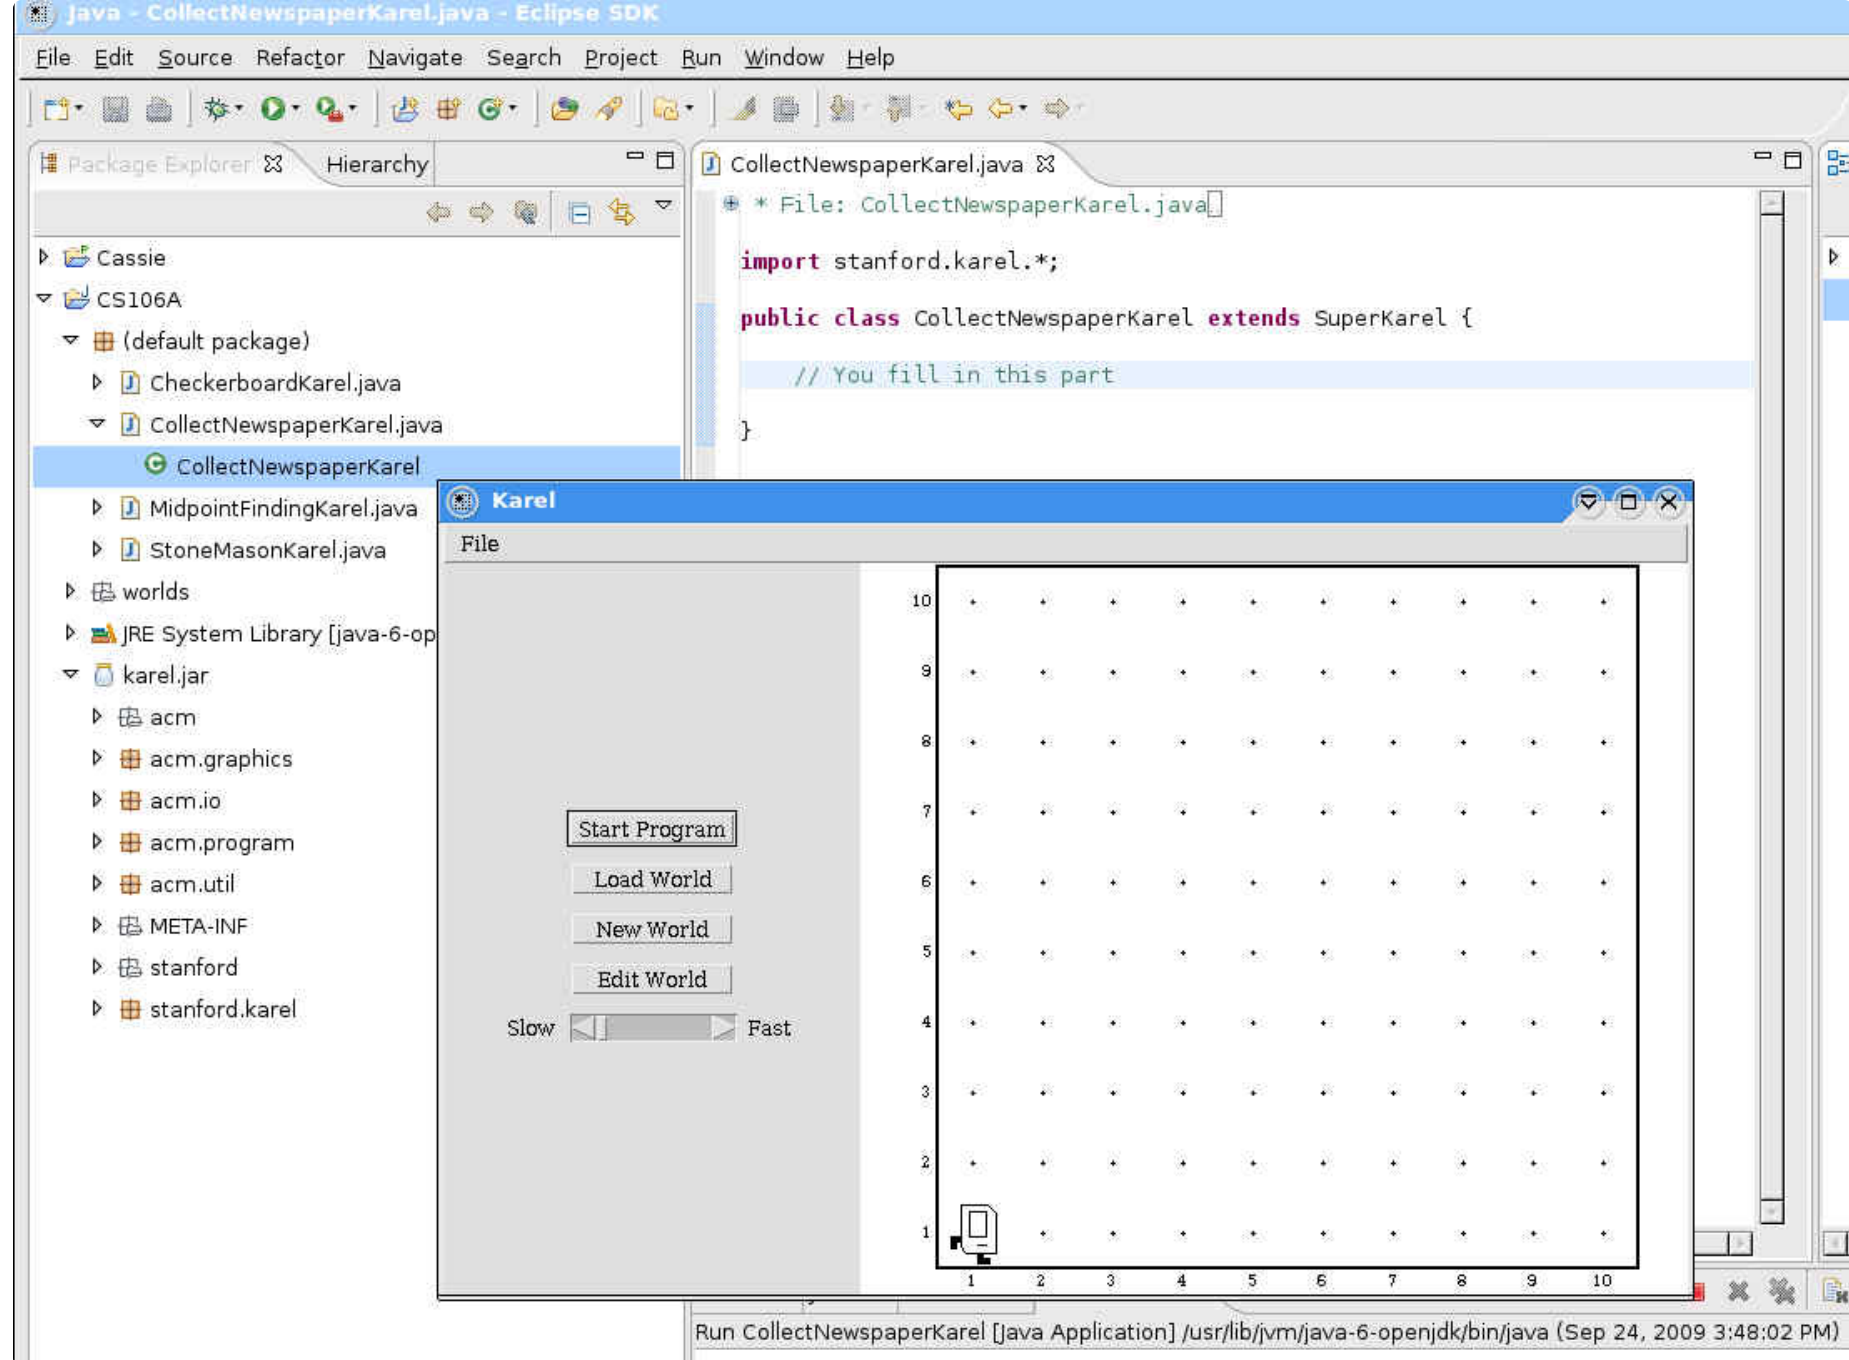 Java - CollectNewspaperKarel.java - Eclipse SDK
File Edit Source Refactor Navigate Search Project Run Window Help
Package Explorer Hierarchy
CollectNewspaperKarel.java
Cassie
CS106A
(default package)
CheckerboardKarel.java
CollectNewspaperKarel.java
CollectNewspaperKarel
MidpointFindingKarel.java
StoneMasonKarel.java
worlds
JRE System Library [java-6-op
karel.jar
acm
acm.graphics
acm.io
acm.program
acm.util
META-INF
stanford
stanford.karel
* File: CollectNewspaperKarel.java
import stanford.karel.*;
public class CollectNewspaperKarel extends SuperKarel {
// You fill in this part
}
Karel
File
Start Program
Load World
New World
Edit World
Slow Fast
10
9
8
7
6
5
4
3
2
1
1 2 3 4 5 6 7 8 9 10
Run CollectNewspaperKarel [Java Application] /usr/lib/jvm/java-6-openjdk/bin/java (Sep 24, 2009 3:48:02 PM)